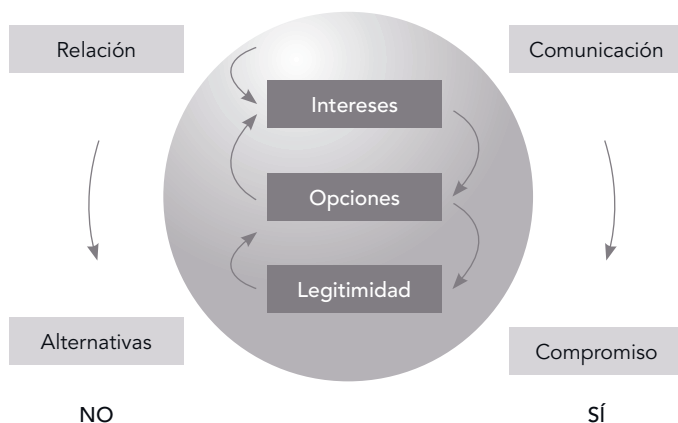 Relación
Comunicación
Intereses
Opciones
Legitimidad
Alternativas
Compromiso
NO
SÍ